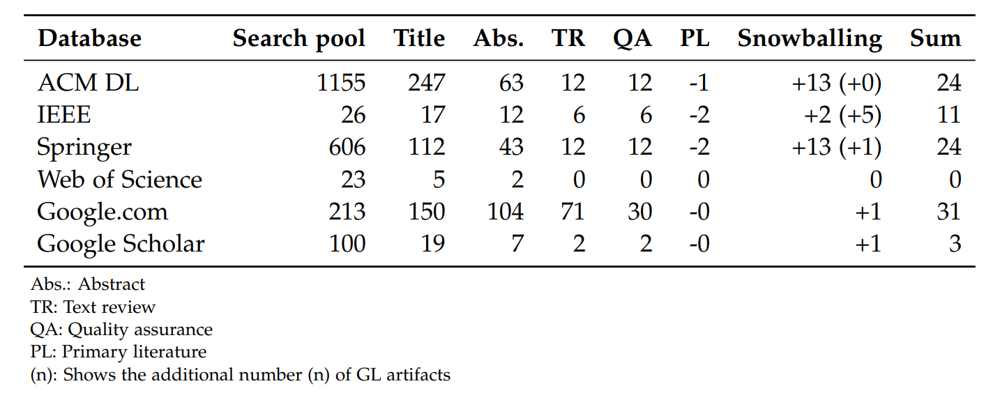 Database Search pool Title Abs. TR QA PL Snowballing Sum
ACM DL 1155 247 63 12 12 -1 +13 (+0) 24
IEEE 26 17 12 6 6 -2 +2 (+5) 11
Springer 606 112 43 12 12 -2 +13 (+1) 24
Web of Science 23 5 2 0 0 0 0 0
Google.com 213 150 104 71 30 -0 +1 31
Google Scholar 100 19 7 2 2 -0 +1 3
Abs.: Abstract
TR: Text review
QA: Quality assurance
PL: Primary literature
(n): Shows the additional number (n) of GL artifacts